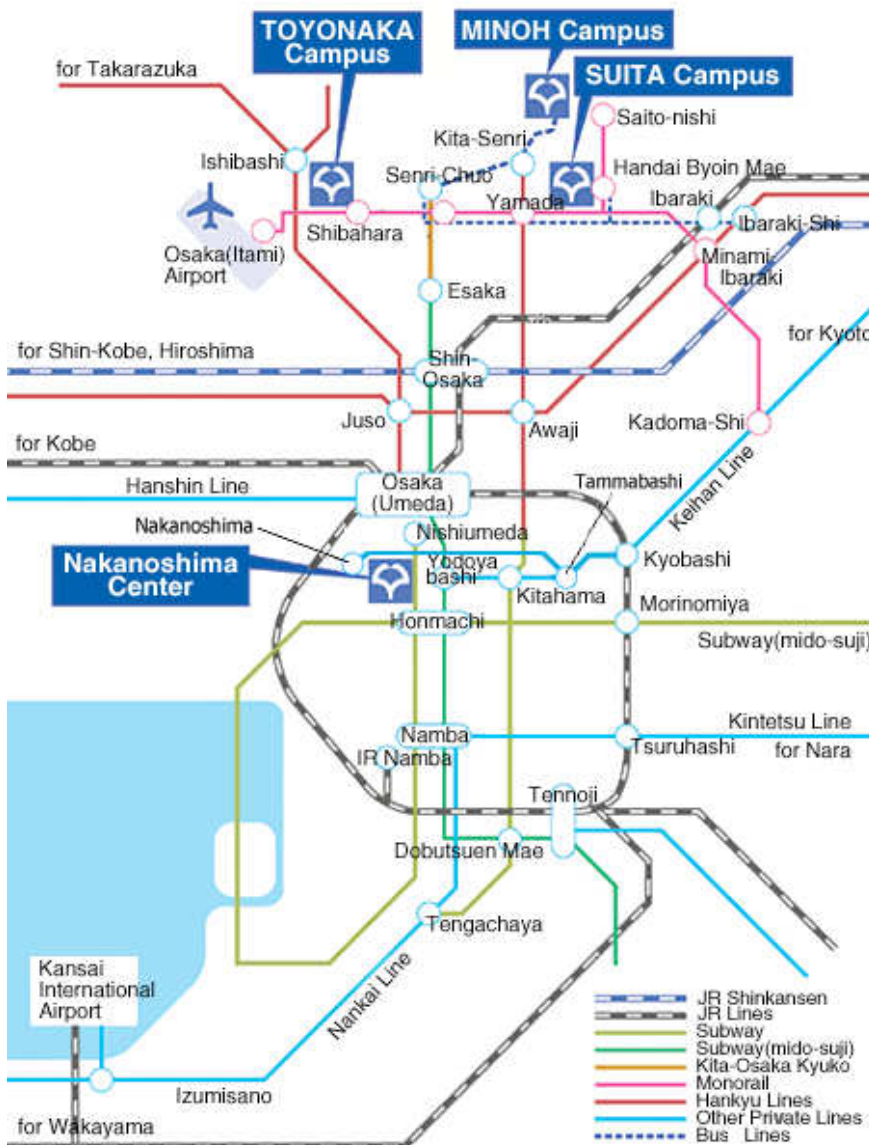 TOYONAKA
Campus
MINOH Campus
SUITA Campus
for Takarazuka
Saito-nishi
Kita-Senri
Ishibashi
Senri-Chuo
Handai Byoin Mae
Yamada
Ibaraki
Shibahara
Ibaraki-Shi
Osaka(Itami)
Airport
Minami
Ibaraki
Esaka
for Kyoto
for Shin-Kobe, Hiroshima
Shin-
Osaka
Juso
Awaji
Kadoma-Shi
for Kobe
Keihan Line
Osaka
(Umeda)
Tammabashi
Hanshin Line
Nakanoshima
Nishiumeda
Nakanoshima
Center
Yodoya
bashi
Kyobashi
Kitahama
Morinomiya
Honmachi
Subway(mido-suji)
Kintetsu Line
Namba
Tsuruhashi
for Nara
JR Namba
Tennoji
Dobutsuen Mae
Tengachaya
Kansai
International
Airport
Nankai Line
Izumisano
for Wakayama
JR Shinkansen
JR Lines
Subway
Subway(mido-suji)
Kita-Osaka Kyuko
Monorail
Hankyu Lines
Other Private Lines
Bus Lines